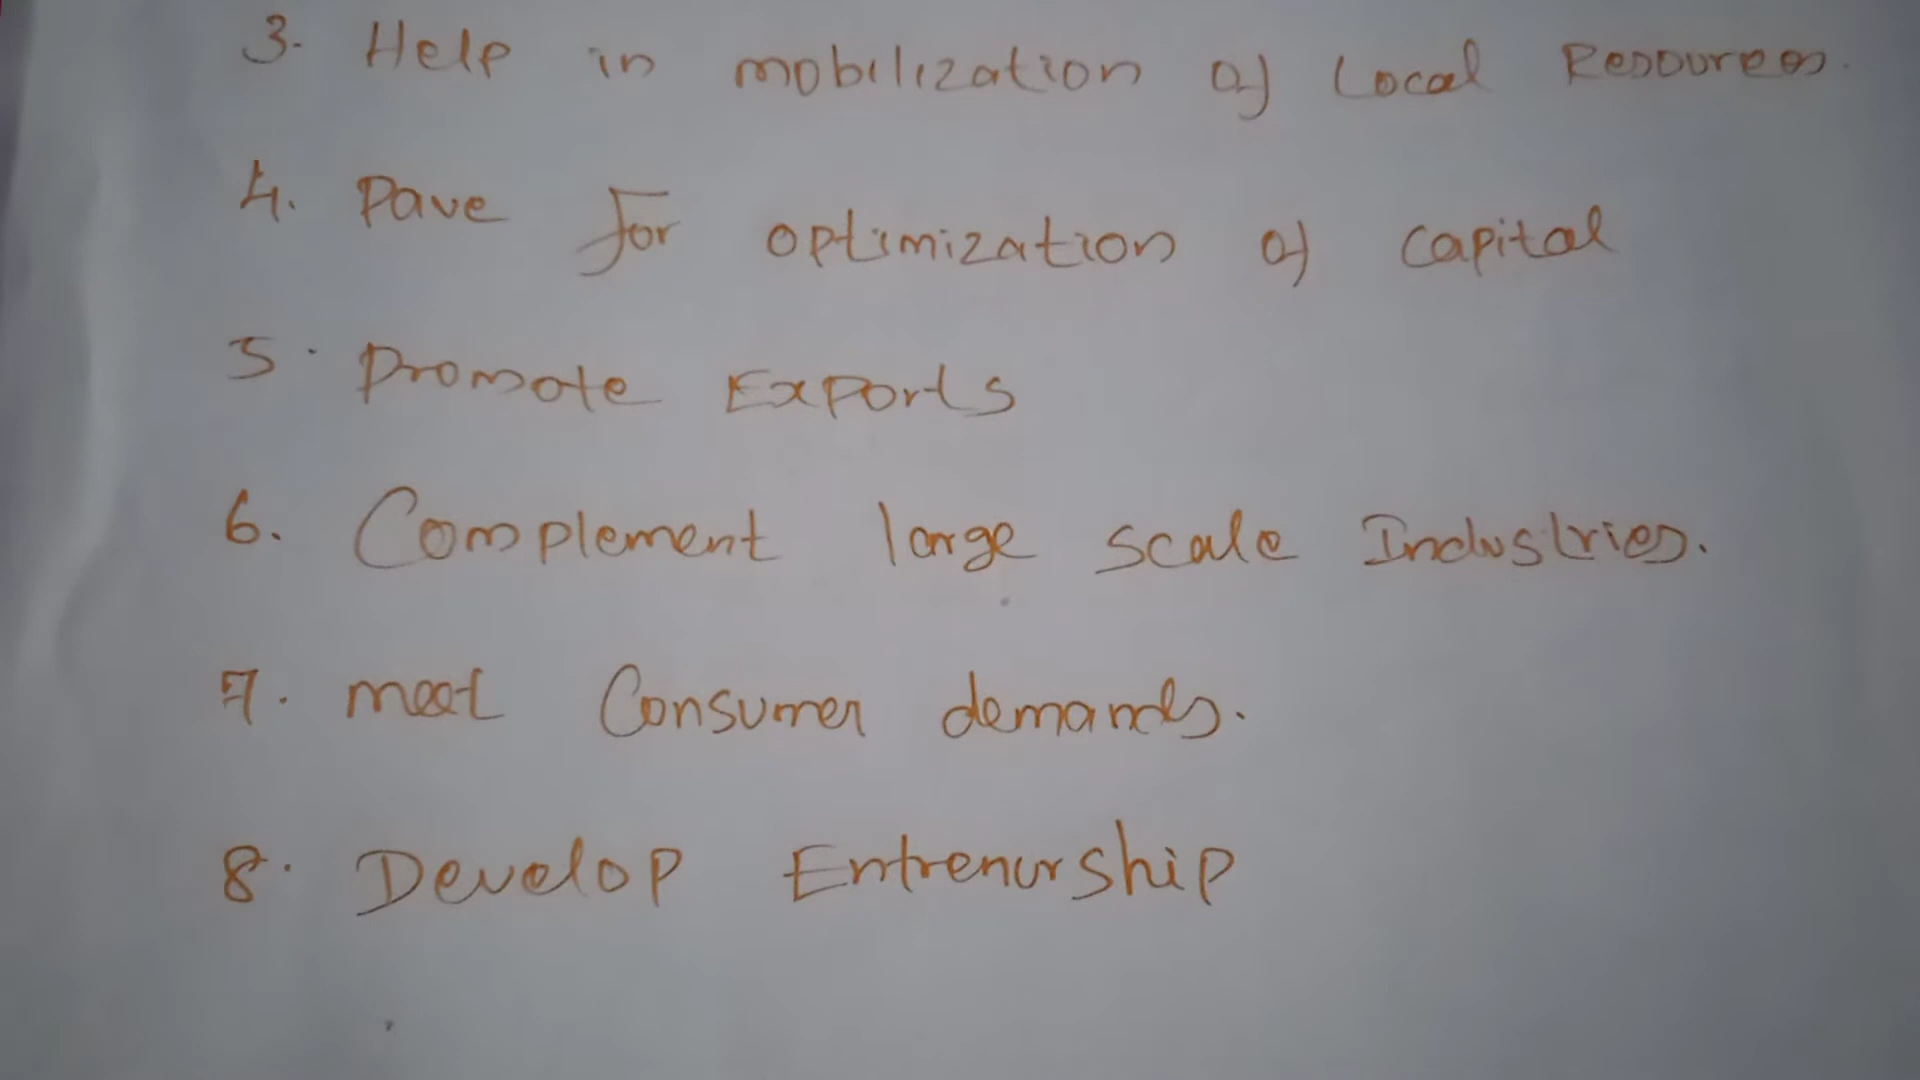 3. Help in mobilization of Local Resources.
4. Pave for optimization of capital
5. Promote Exports
6. Complement large scale Industries.
7. meet Consumer demands.
8. Develop Entrenurship